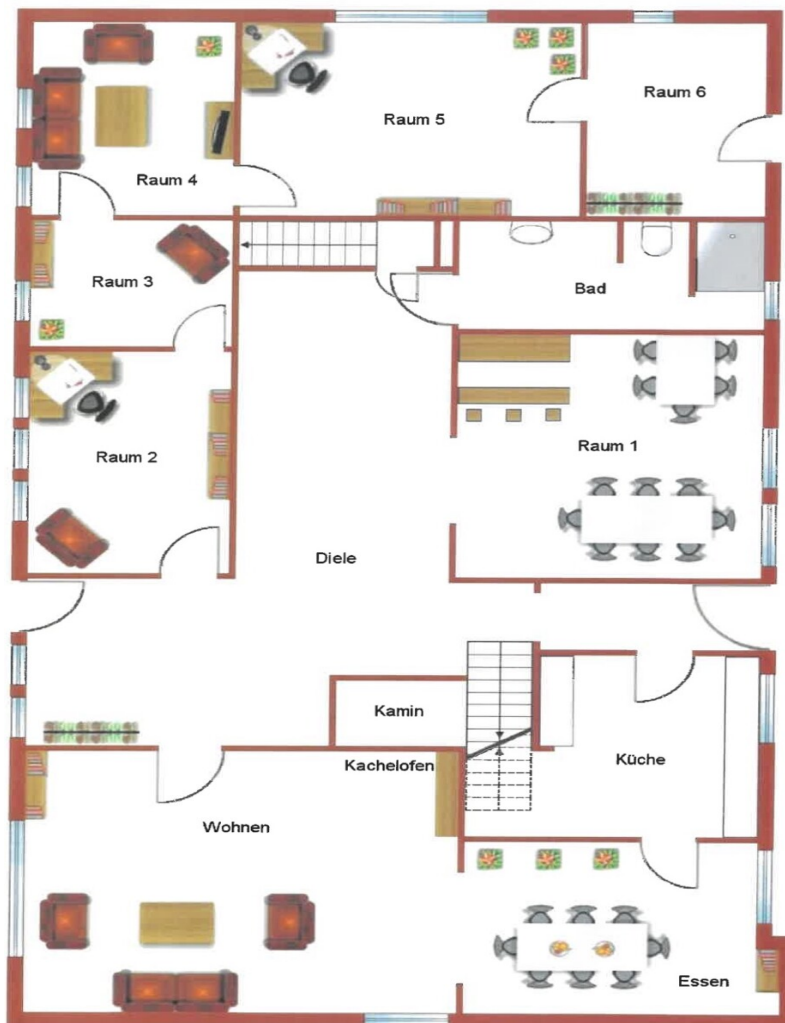 Raum 6
Raum 5
Raum 4
Raum 3
Bad
Raum 2
Raum 1
Diele
Kamin
Kachelofen
Küche
Wohnen
Essen